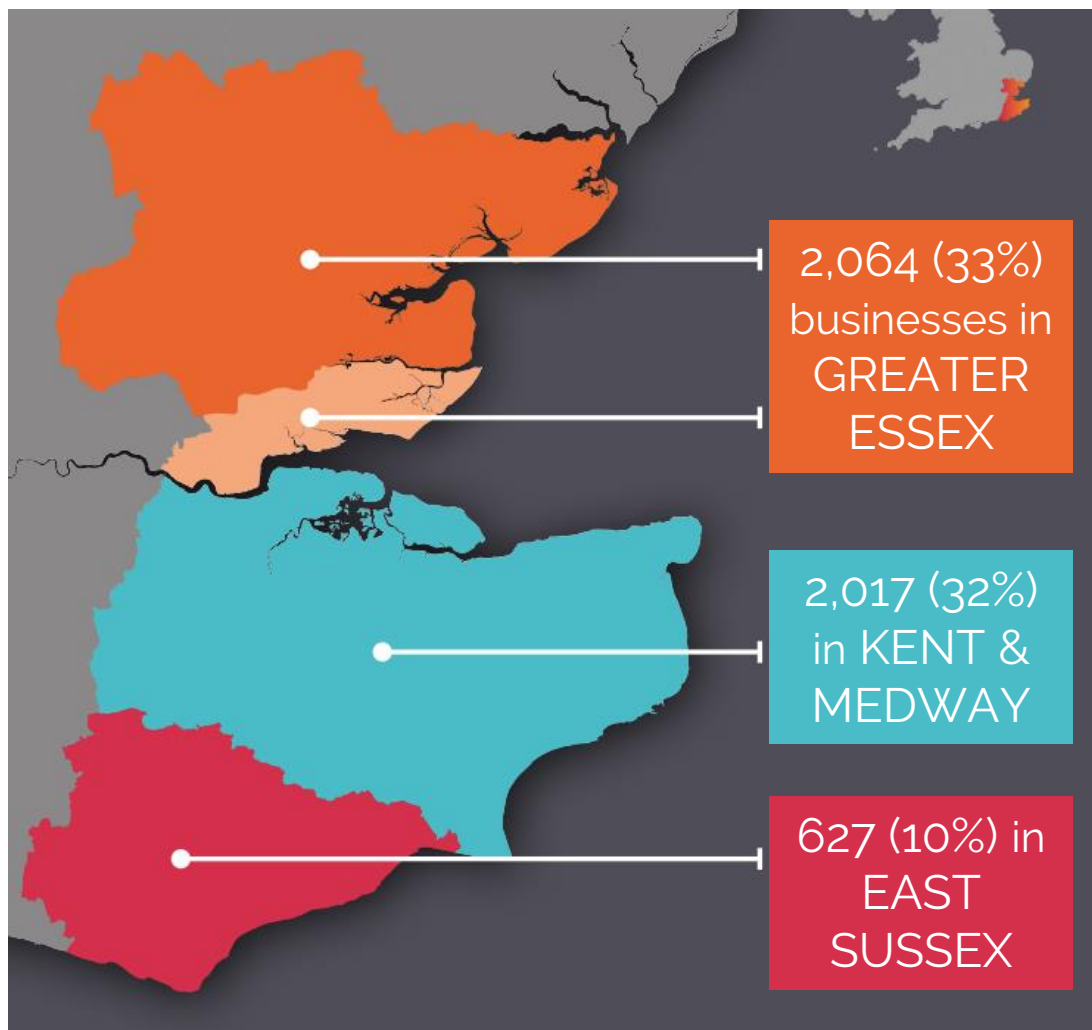 2,064 (33%)
businesses in
GREATER
ESSEX
2,017 (32%)
in KENT &
MEDWAY
627 (10%) in
EAST
SUSSEX